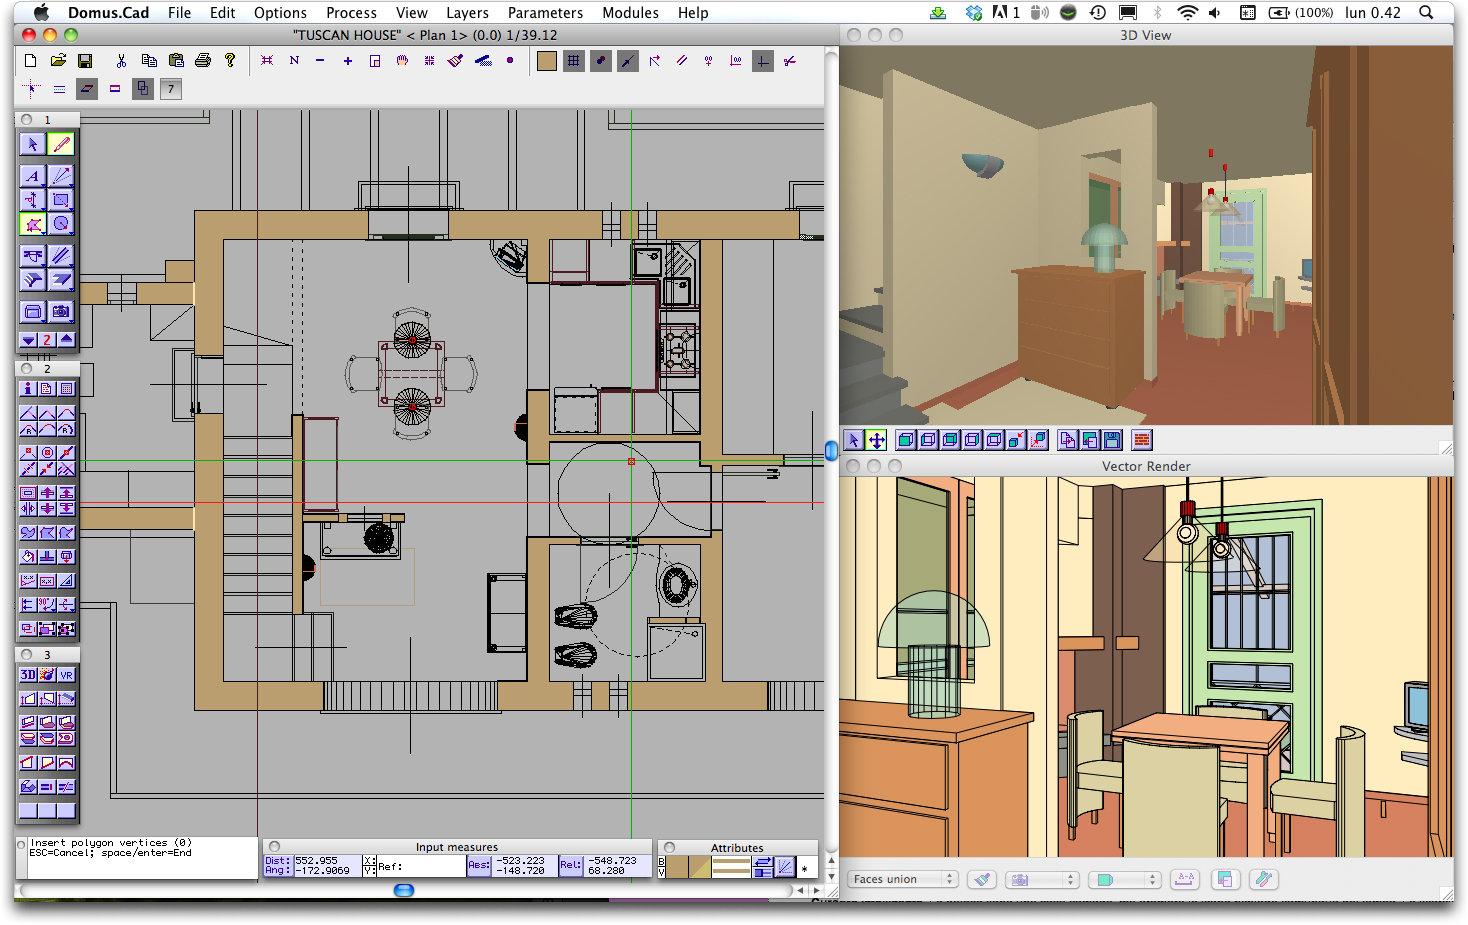 Domus.Cad File Edit Options Process View Layers Parameters Modules Help 1 (100%) lun 0.42
"TUSCAN HOUSE" < Plan 1> (0.0) 1/39.12
3D View
N ?
7
1
A
2
2
i
R R
x,x x,x
90°
3
3D VR
Vector Render
Insert polygon vertices (0)
ESC=Cancel; space/enter=End
Input measures
Dist: 552.955 X: Ref: Aes: -523.223 Rel: -548.723
Ang: -172.9069 Y: -148.720 68.280
Attributes
B
V
*
Faces union
A-A